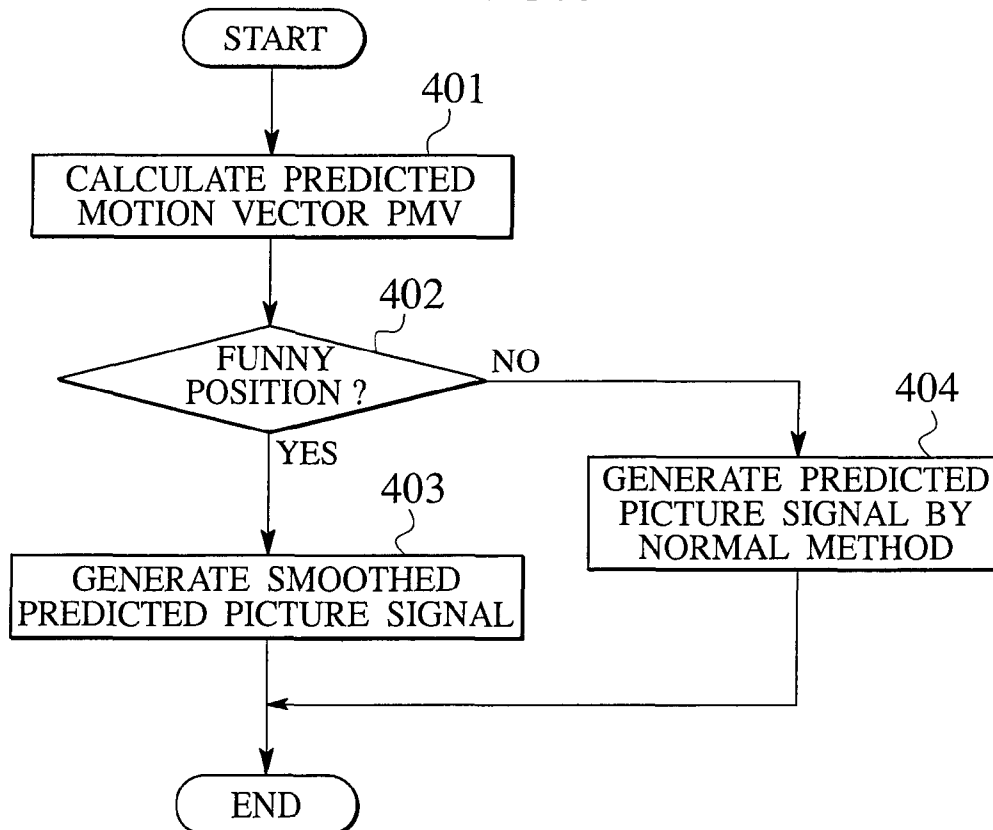 START
401
CALCULATE PREDICTED
MOTION VECTOR PMV
402
FUNNY
POSITION ?
NO
YES
404
GENERATE PREDICTED
PICTURE SIGNAL BY
NORMAL METHOD
403
GENERATE SMOOTHED
PREDICTED PICTURE SIGNAL
END